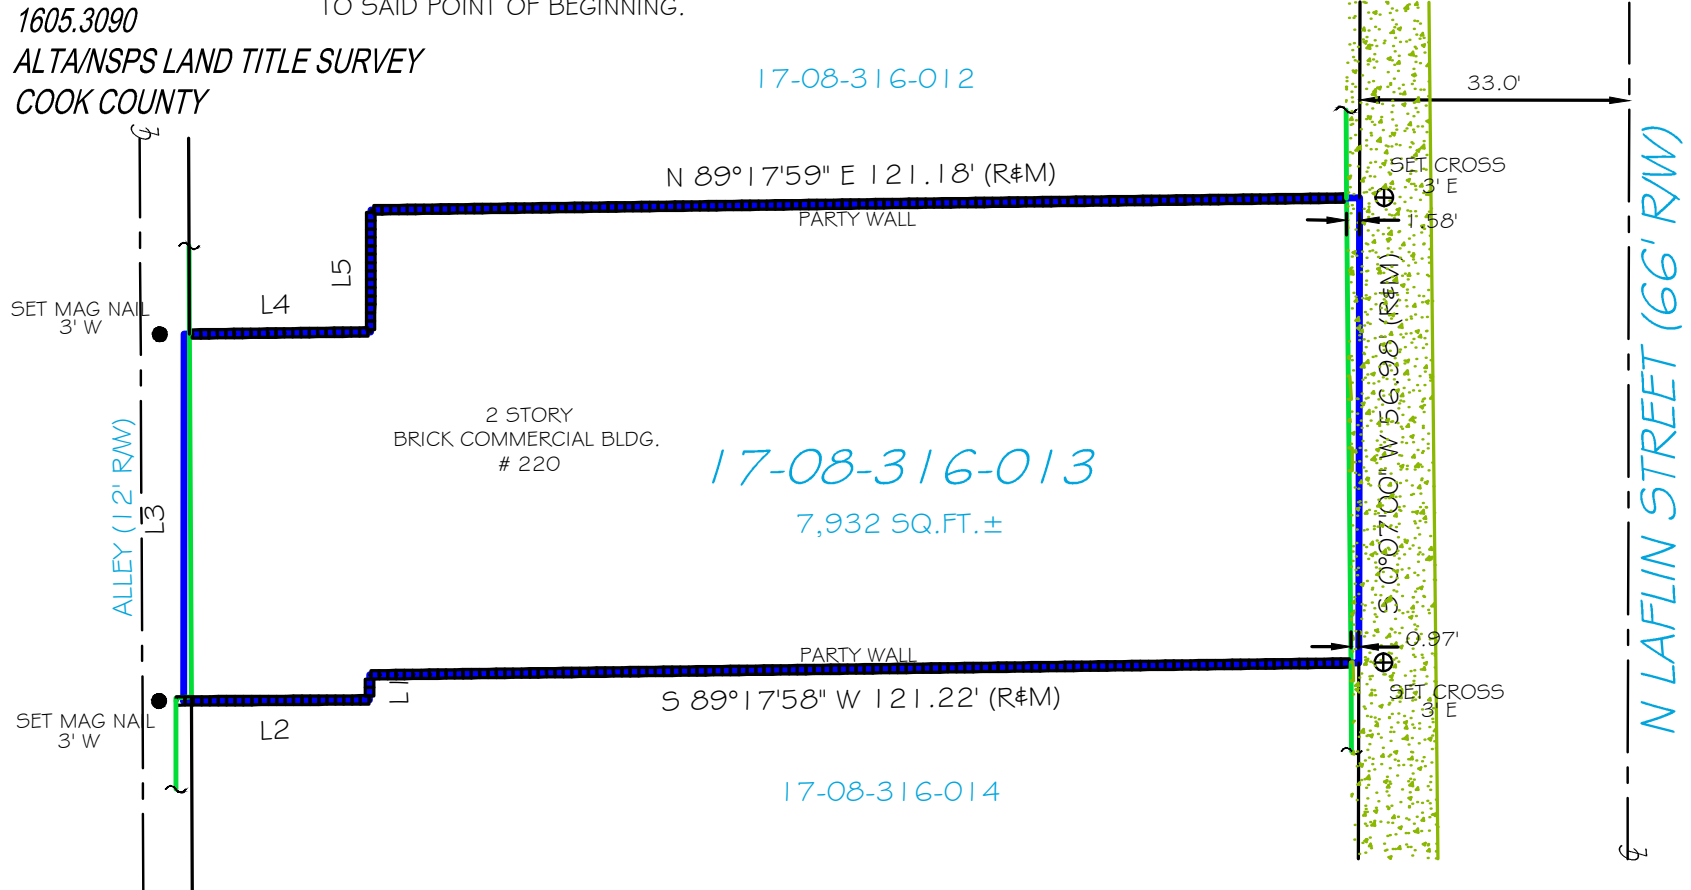 TO SAID POINT OF BEGINNING.
1605.3090
ALTA/NSPS LAND TITLE SURVEY
COOK COUNTY
17-08-316-012
33.0'
N 89°17'59" E 121.18' (R&M)
PARTY WALL
SET CROSS
3' E
1.58'
L5
L4
SET MAG NAIL
3' W
2 STORY
BRICK COMMERCIAL BLDG.
# 220
17-08-316-013
7,932 SQ.FT.±
S 0°07'00" W 56.98' (R&M)
N LAFLIN STREET (66' R/W)
ALLEY (12' R/W)
L3
PARTY WALL
0.97'
S 89°17'58" W 121.22' (R&M)
L1
L2
SET MAG NAIL
3' W
SET CROSS
3' E
17-08-316-014